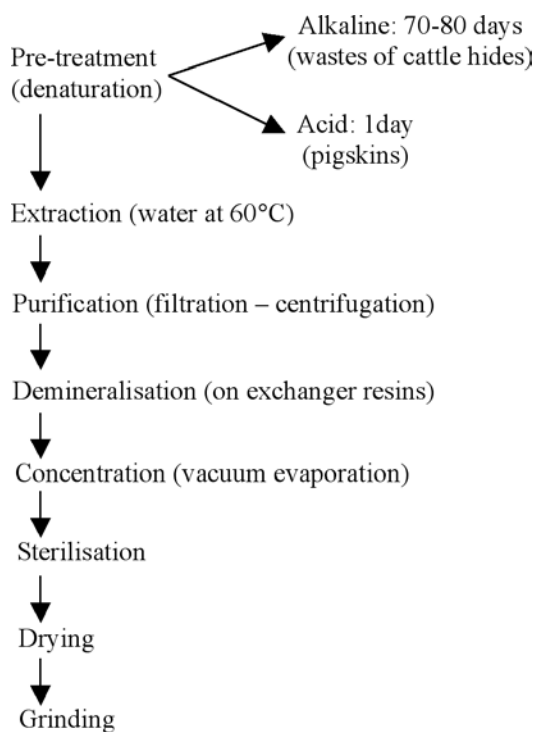 Pre-treatment
(denaturation)
Alkaline: 70-80 days
(wastes of cattle hides)
Acid: 1day
(pigskins)
Extraction (water at 60°C)
Purification (filtration – centrifugation)
Demineralisation (on exchanger resins)
Concentration (vacuum evaporation)
Sterilisation
Drying
Grinding